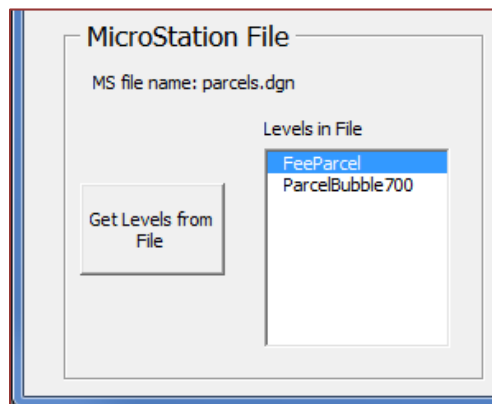 MicroStation File
MS file name: parcels.dgn
Levels in File
FeeParcel
ParcelBubble700
Get Levels from
File